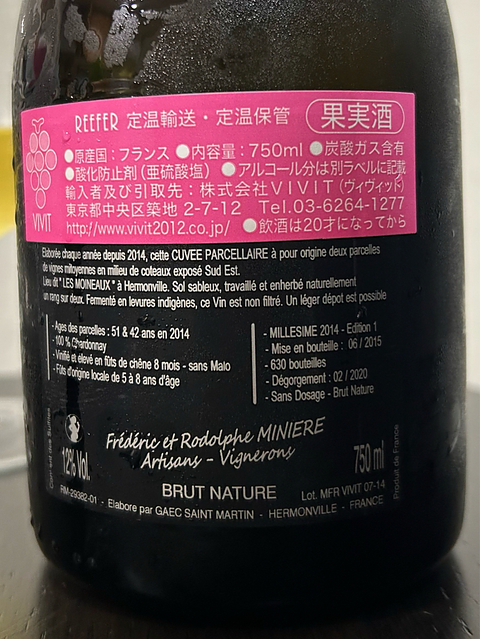 REEFER 定温輸送・定温保管 果実酒
●原産国：フランス ●内容量：750ml ●炭酸ガス含有
●酸化防止剤(亜硫酸塩) ●アルコール分は別ラベルに記載
輸入者及び引取先：株式会社VIVIT(ヴィヴィッド)
東京都中央区築地 2-7-12 Tel.03-6264-1277
http://www.vivit2012.co.jp/ ●飲酒は20才になってから
VIVIT
Elaborée chaque année depuis 2014, cette CUVEE PARCELLAIRE à pour origine deux parcelles
de vignes mitoyennes en milieu de coteaux exposé Sud Est.
Lieu dit " LES MOINEAUX " à Hermonville. Sol sableux, travaillé et enherbé naturellement
un rang sur deux. Fermenté en levures indigènes, ce Vin est non filtré. Un léger dépot est possible
- Ages des parcelles : 51 & 42 ans en 2014
- 100 % Chardonnay
- Vinifié et elevé en fûts de chêne 8 mois - sans Malo
- Fûts d'origine locale de 5 à 8 ans d'âge
- MILLESIME 2014 - Edition 1
- Mise en bouteille : 06 / 2015
- 630 bouteilles
- Dégorgement : 02 / 2020
- Sans Dosage - Brut Nature
Frédéric et Rodolphe MINIERE
Artisans - Vignerons
12% Vol.
750 ml
BRUT NATURE
Lot. MFR VIVIT 07-14
RM-29382-01 - Elabore par GAEC SAINT MARTIN - HERMONVILLE - FRANCE
Produit de France